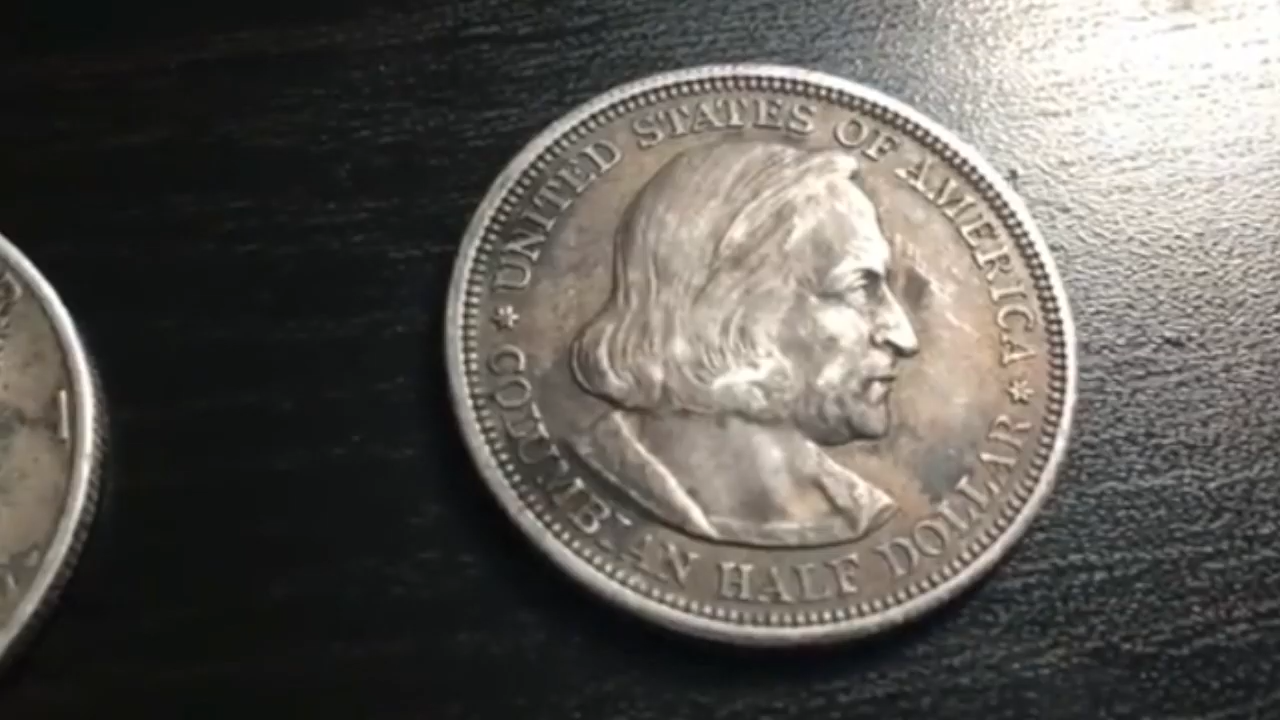 UNITED STATES OF AMERICA
* COLUMBIAN HALF DOLLAR *